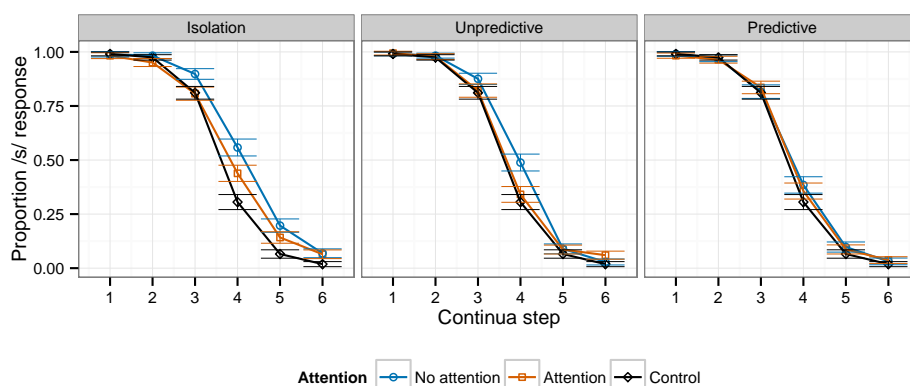 Isolation Unpredictive Predictive
Proportion /s/ response
1.00
0.75
0.50
0.25
0.00
1 2 3 4 5 6 1 2 3 4 5 6 1 2 3 4 5 6
Continua step
Attention No attention Attention Control